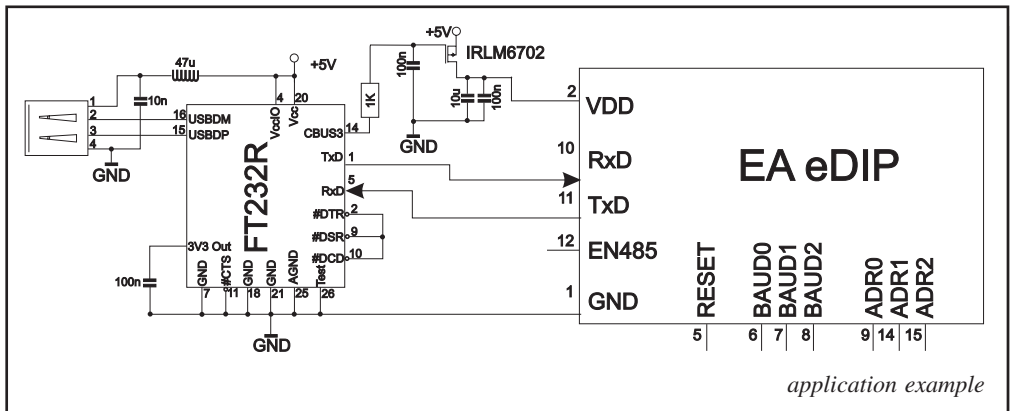 +5V
IRLM6702
47u
+5V
100n
10u
100n
1K
10n
1
2
3
4
GND
16
USBDM
15
USBDP
4
VccIO
20
Vcc
CBUS3
14
GND
TxD
1
5
RxD
#DTR
2
#DSR
9
#DCD
10
FT232R
3V3 Out
100n
GND
7
#CTS
11
GND
18
GND
21
AGND
25
Test
26
GND
EA eDIP
2
VDD
10
RxD
11
TxD
12
EN485
1
GND
RESET
5
BAUD0
6
BAUD1
7
BAUD2
8
ADR0
9
ADR1
14
ADR2
15
application example